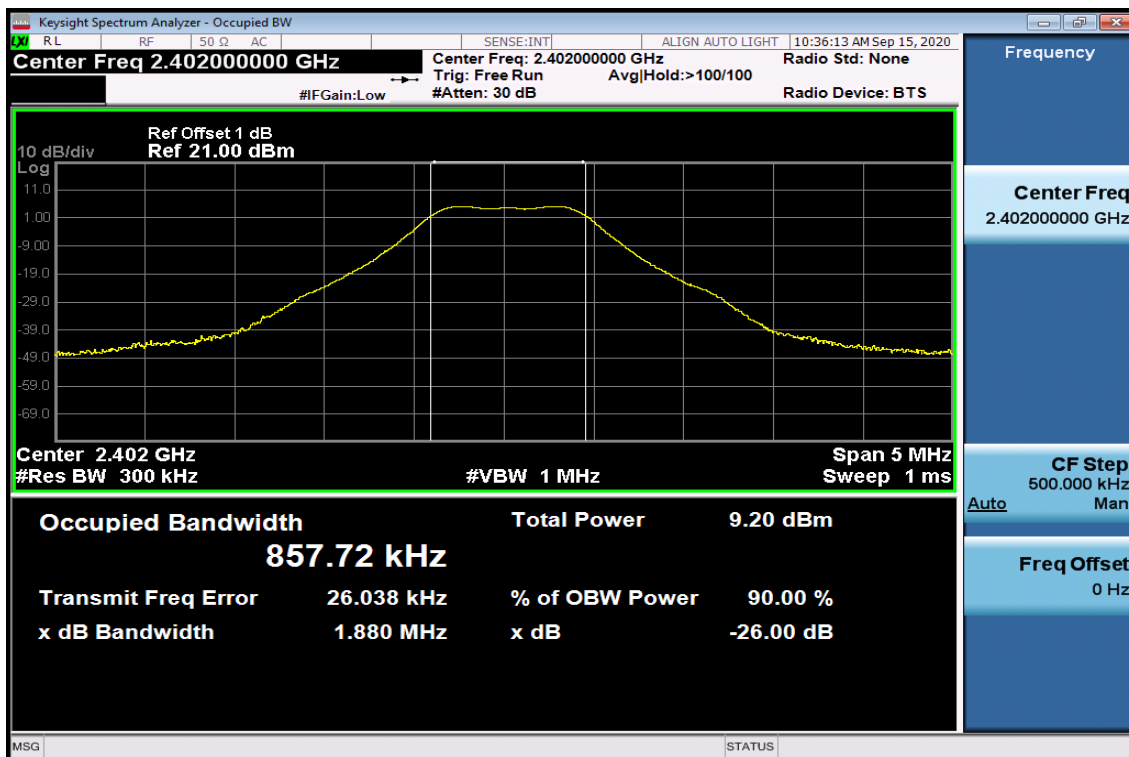 Keysight Spectrum Analyzer - Occupied BW
LXI RL RF 50 Ω AC SENSE:INT ALIGN AUTO LIGHT 10:36:13 AM Sep 15, 2020
Center Freq 2.402000000 GHz
Center Freq: 2.402000000 GHz Radio Std: None
Trig: Free Run Avg|Hold:>100/100
#IFGain:Low #Atten: 30 dB Radio Device: BTS
Frequency
Ref Offset 1 dB
10 dB/div Ref 21.00 dBm
Log
11.0
1.00
-9.00
-19.0
-29.0
-39.0
-49.0
-59.0
-69.0
Center 2.402 GHz Span 5 MHz
#Res BW 300 kHz #VBW 1 MHz Sweep 1 ms
Center Freq
2.402000000 GHz
CF Step
500.000 kHz
Auto Man
Freq Offset
0 Hz
Occupied Bandwidth Total Power 9.20 dBm
857.72 kHz
Transmit Freq Error 26.038 kHz % of OBW Power 90.00 %
x dB Bandwidth 1.880 MHz x dB -26.00 dB
MSG STATUS